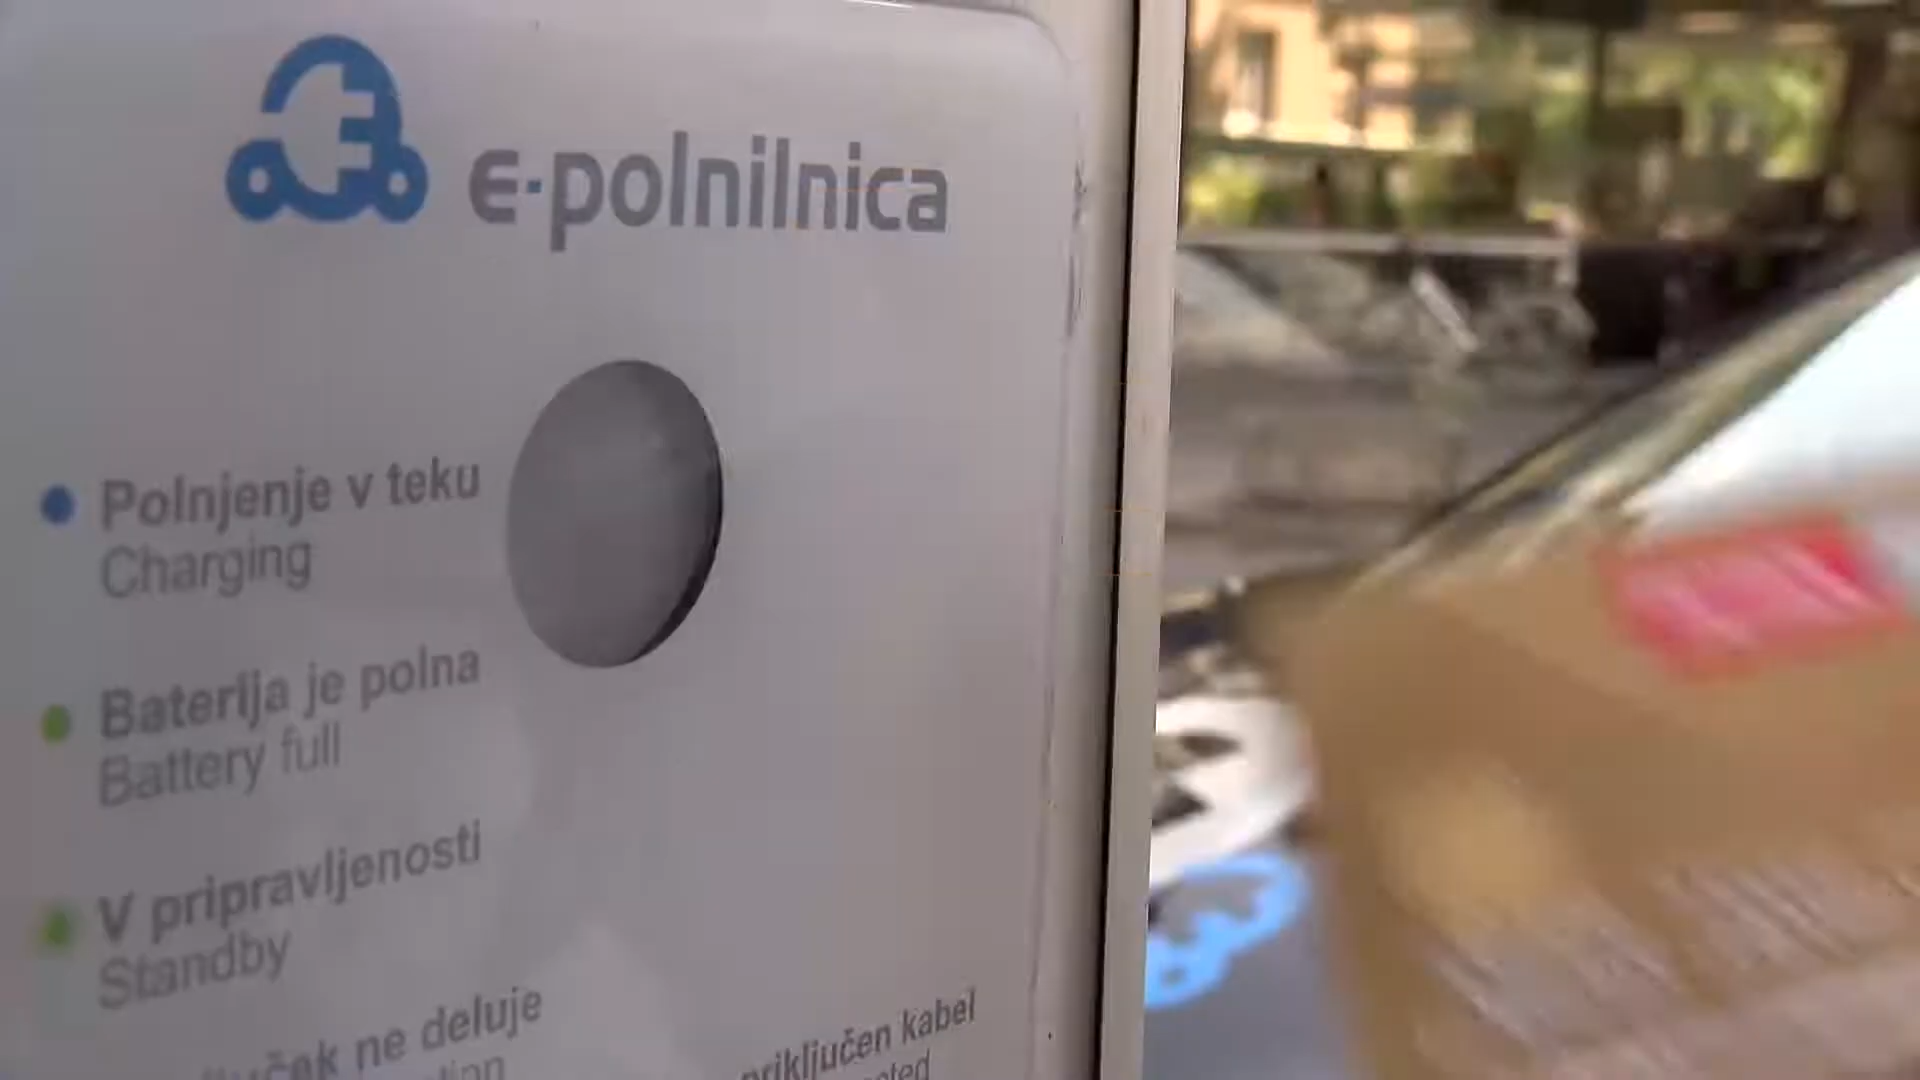 e-polnilnica
Polnjenje v teku
Charging
Baterija je polna
Battery full
V pripravljenosti
Standby
ne deluje
priključen kabel